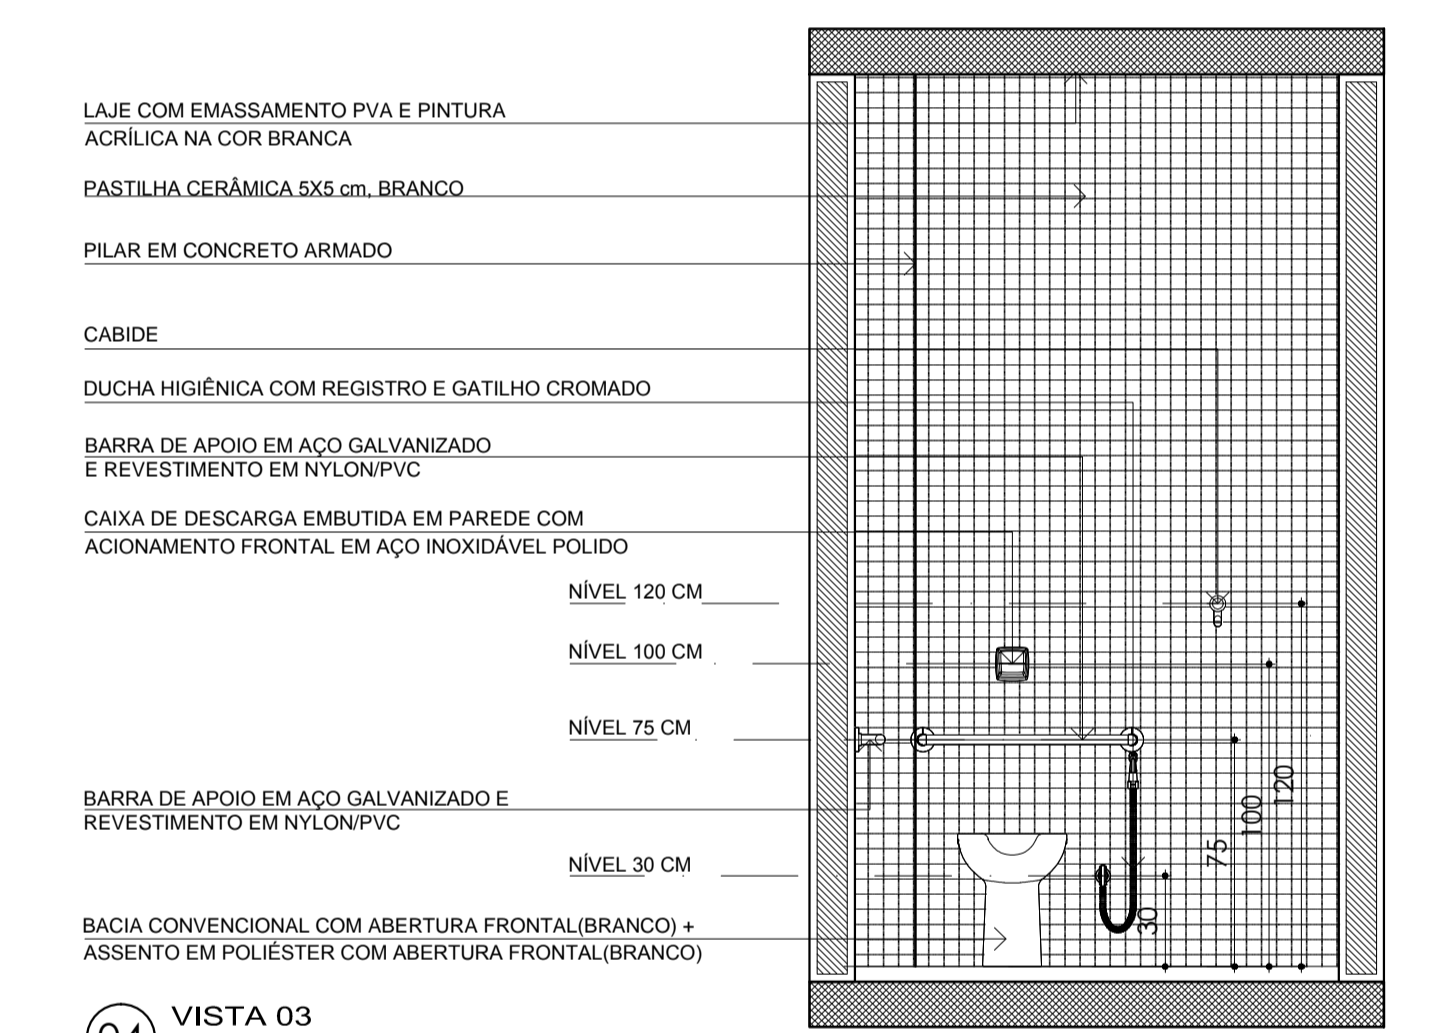 LAJE COM EMASSAMENTO PVA E PINTURA
ACRÍLICA NA COR BRANCA
PASTILHA CERÂMICA 5X5 cm, BRANCO
PILAR EM CONCRETO ARMADO
CABIDE
DUCHA HIGIÊNICA COM REGISTRO E GATILHO CROMADO
BARRA DE APOIO EM AÇO GALVANIZADO
E REVESTIMENTO EM NYLON/PVC
CAIXA DE DESCARGA EMBUTIDA EM PAREDE COM
ACIONAMENTO FRONTAL EM AÇO INOXIDÁVEL POLIDO
NÍVEL 120 CM
NÍVEL 100 CM
NÍVEL 75 CM
BARRA DE APOIO EM AÇO GALVANIZADO E
REVESTIMENTO EM NYLON/PVC
NÍVEL 30 CM
BACIA CONVENCIONAL COM ABERTURA FRONTAL(BRANCO) +
ASSENTO EM POLIÉSTER COM ABERTURA FRONTAL(BRANCO)
30
75
100
120
VISTA 03